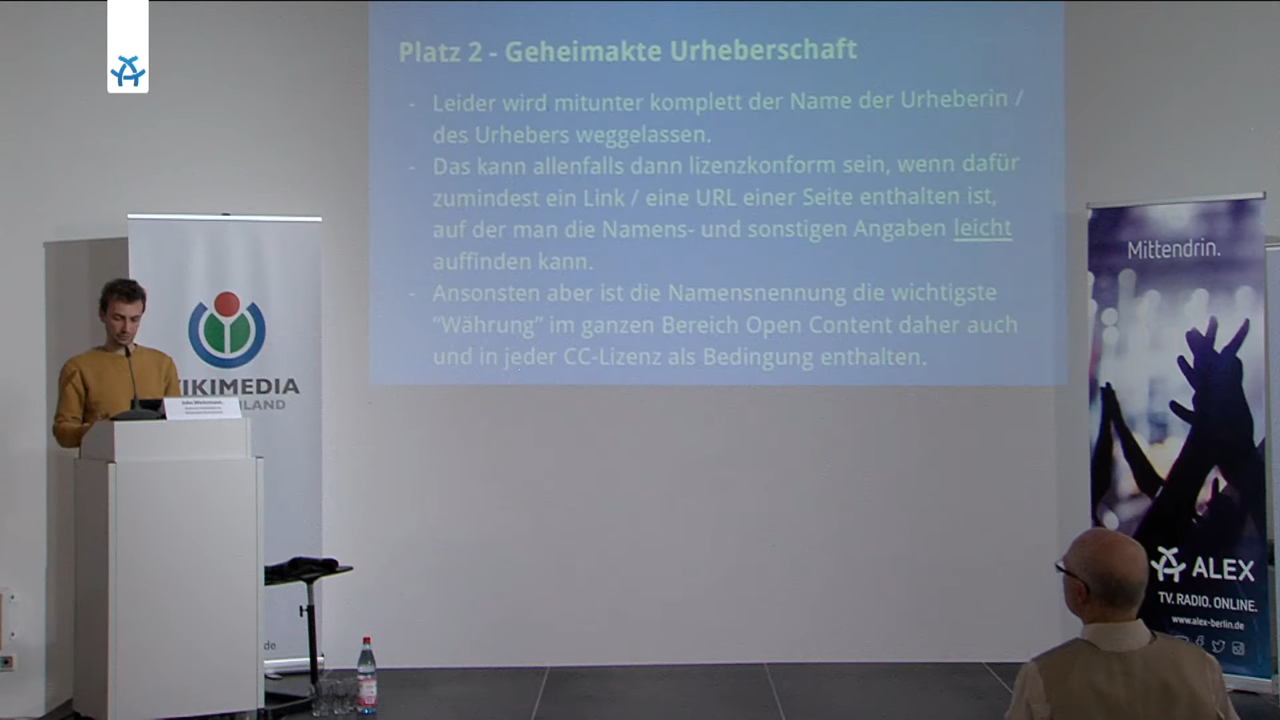 Platz 2 - Geheimakte Urheberschaft
- Leider wird mitunter komplett der Name der Urheberin /
des Urhebers weggelassen.
- Das kann allenfalls dann lizenzkonform sein, wenn dafür
zumindest ein Link / eine URL einer Seite enthalten ist,
auf der man die Namens- und sonstigen Angaben leicht
auffinden kann.
- Ansonsten aber ist die Namensnennung die wichtigste
“Währung” im ganzen Bereich Open Content daher auch
und in jeder CC-Lizenz als Bedingung enthalten.
IKIMEDIA
LAND
John Weitzmann,
de
Mittendrin.
ALEX
TV. RADIO. ONLINE.
www.alex-berlin.de